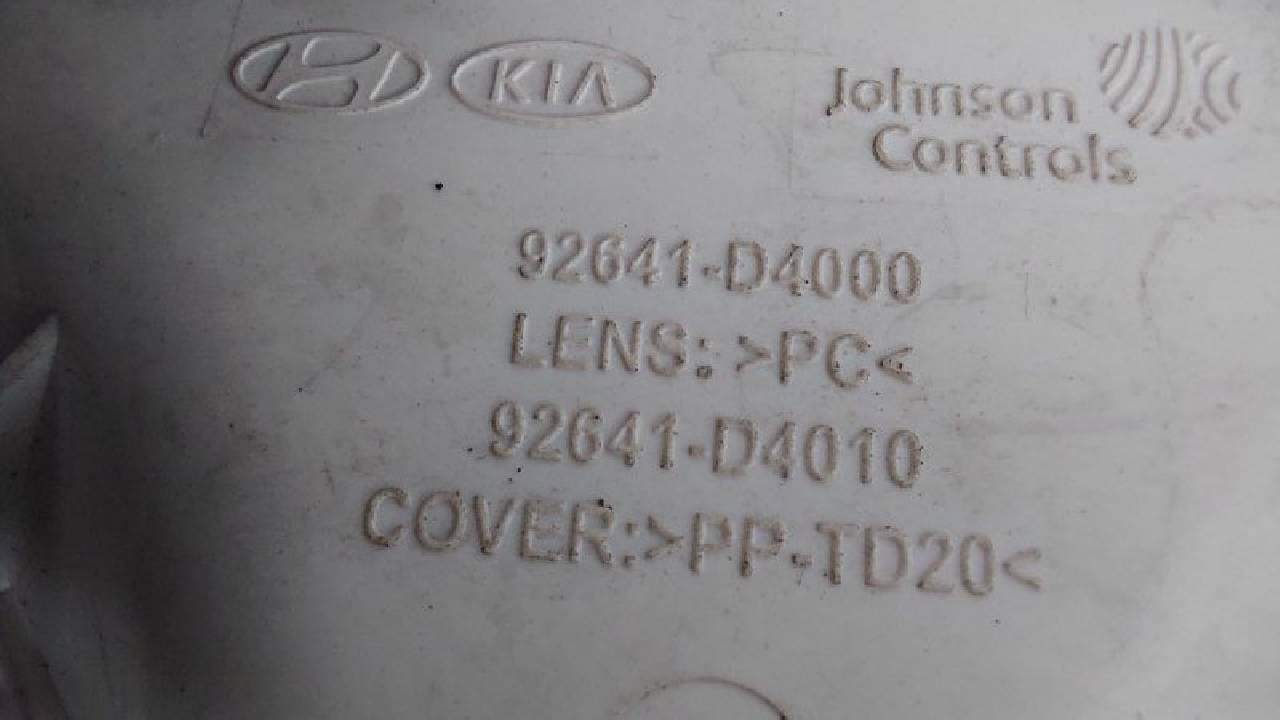 KIA
Johnson
Controls
92641-D4000
LENS: >PC<
92641-D4010
COVER:>PP-TD20<